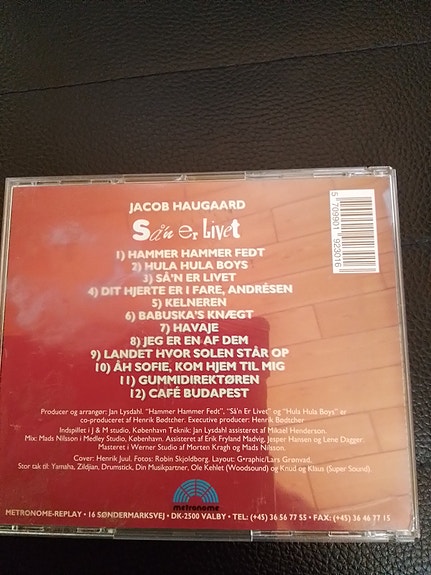 JACOB HAUGAARD
Så'n er Livet
1) HAMMER HAMMER FEDT
2) HULA HULA BOYS
3) SÅ'N ER LIVET
4) DIT HJERTE ER I FARE, ANDRÉSEN
5) KELNEREN
6) BABUSKA'S KNÆGT
7) HAVAJE
8) JEG ER EN AF DEM
9) LANDET HVOR SOLEN STÅR OP
10) ÅH SOFIE, KOM HJEM TIL MIG
11) GUMMIDIREKTØREN
12) CAFÉ BUDAPEST
5 709901 923016
Producer og arrangør: Jan Lysdahl. "Hammer Hammer Fedt", "Så'n Er Livet" og "Hula Hula Boys" er
co-produceret af Henrik Bødtcher. Executive producer: Henrik Bødtcher
Indspillet i J & M studio, København Teknik: Jan Lysdahl assisteret af Mikael Henderton.
Mix: Mads Nilsson i Medley Studio, København. Assisteret af Erik Fryland Madvig, Jesper Hansen og Lene Døgger.
Masteret i Werner Studio af Morten Kragh og Mads Nilsson.
Cover: Henrik Juul. Fotos: Robin Skjoldborg, Layout: Graphic/Lars Grønvad,
Stor tak til: Yamaha, Zildjian, Drumstick, Din Musikpartner, Ole Kehlet (Woodsound) og Knud og Klaus (Super Sound)
metronome
METRONOME-REPLAY • 16 SØNDERMARKSVEJ • DK-2500 VALBY • TEL: (+45) 36 56 77 55 • FAX: (+45) 36 46 77 15